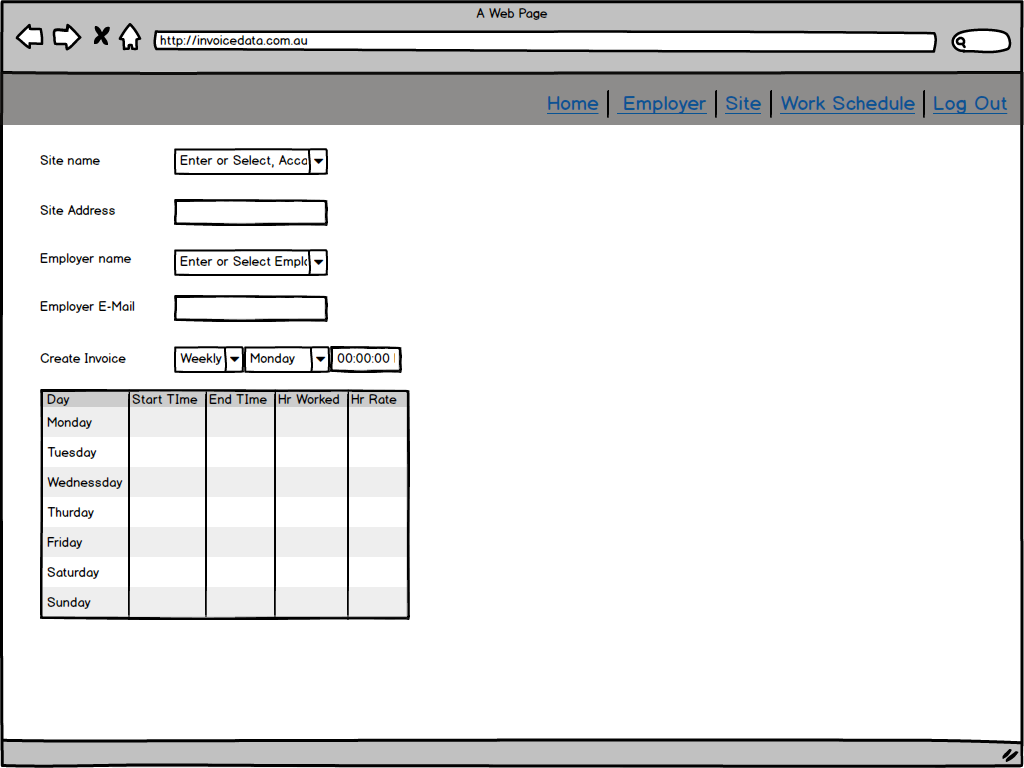 A Web Page
http://invoicedata.com.au
Home Employer Site Work Schedule Log Out
Site name Enter or Select, Acca
Site Address
Employer name Enter or Select Empl
Employer E-Mail
Create Invoice Weekly Monday 00:00:00
Day Start TIme End TIme Hr Worked Hr Rate
Monday
Tuesday
Wednessday
Thurday
Friday
Saturday
Sunday